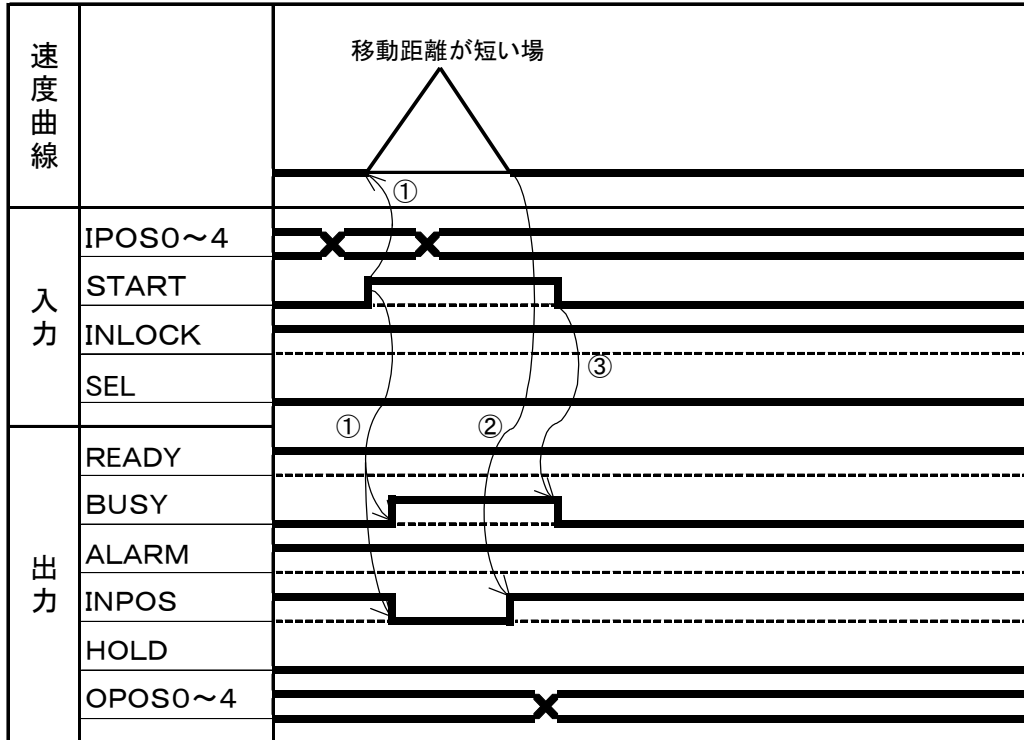 速度曲線
移動距離が短い場
①
入力
IPOS0～4
START
INLOCK
③
SEL
①
②
出力
READY
BUSY
ALARM
INPOS
HOLD
OPOS0～4